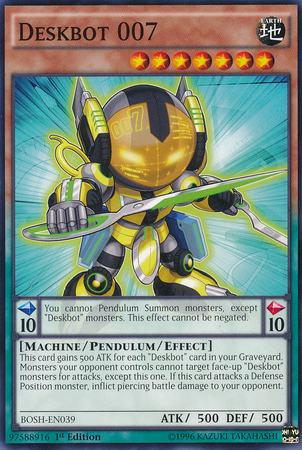 DESKBOT 007
EARTH
地
007
You cannot Pendulum Summon monsters, except
"Deskbot" monsters. This effect cannot be negated.
10
10
[MACHINE/PENDULUM/EFFECT]
This card gains 500 ATK for each "Deskbot" card in your Graveyard.
Monsters your opponent controls cannot target face-up "Deskbot"
monsters for attacks, except this one. If this card attacks a Defense
Position monster, inflict piercing battle damage to your opponent.
BOSH-EN039
ATK/ 500 DEF/ 500
97588916 1st Edition
©1996 KAZUKI TAKAHASHI